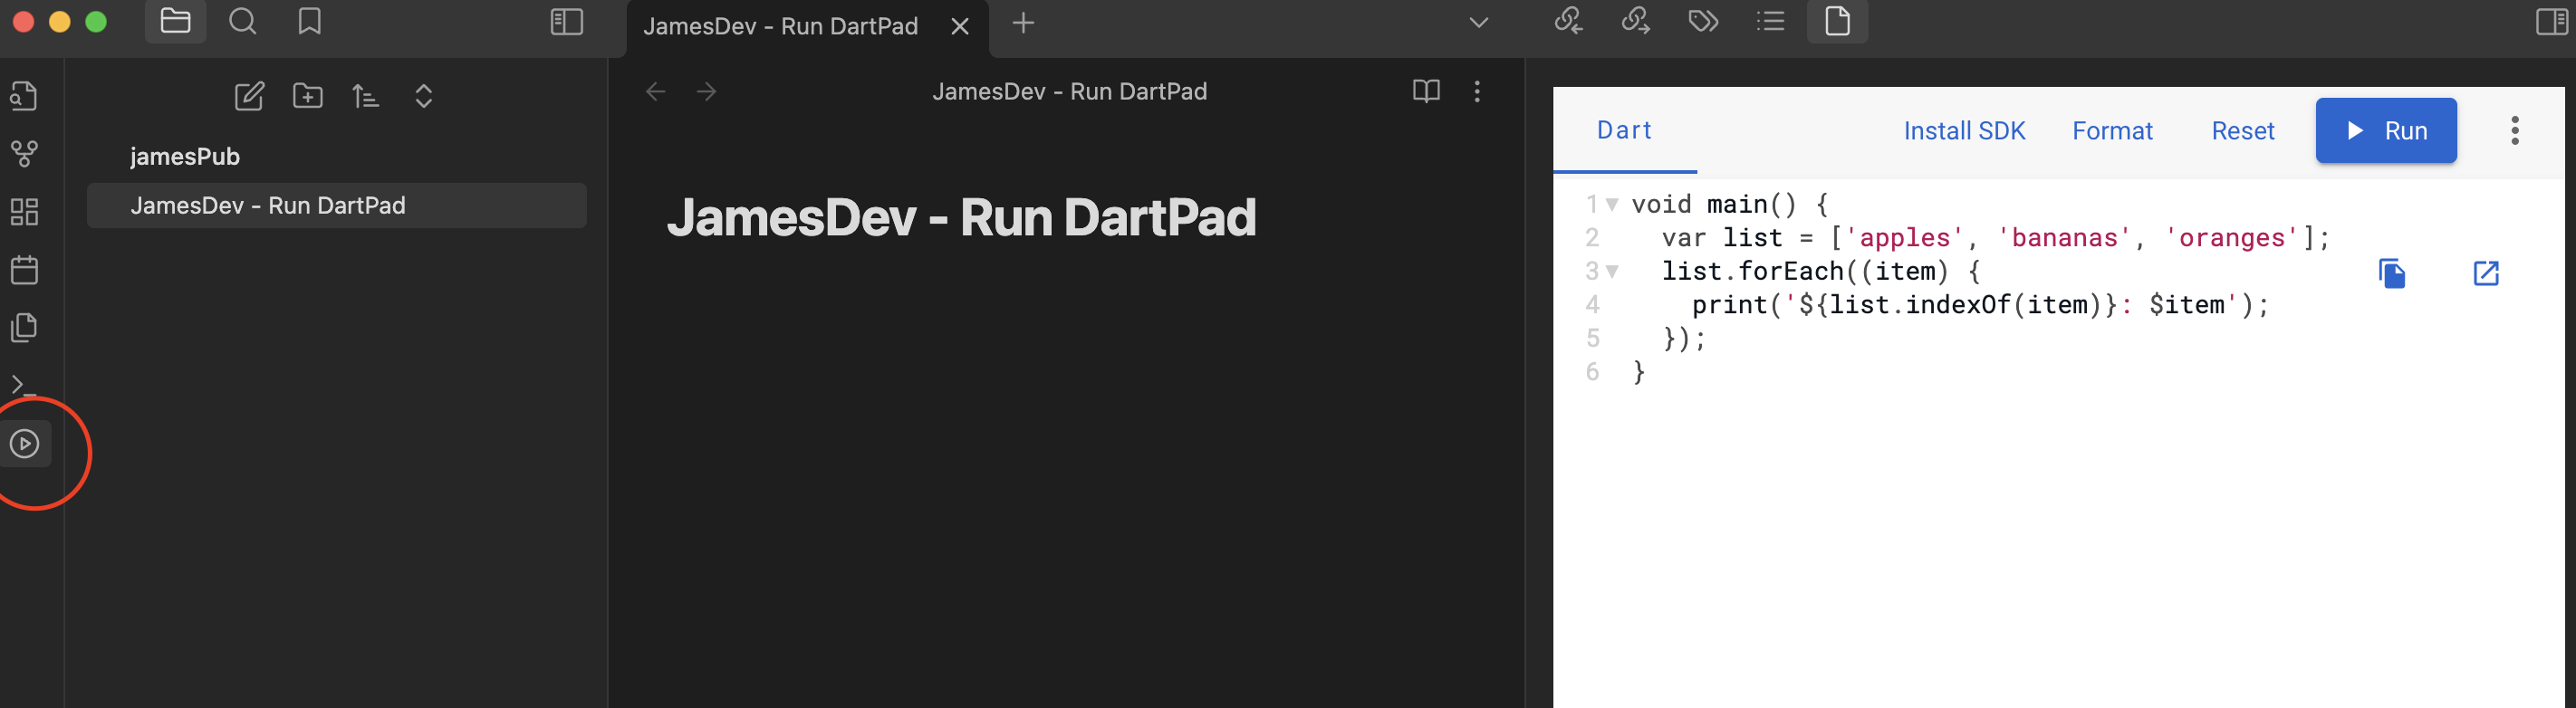 JamesDev - Run DartPad
jamesPub
JamesDev - Run DartPad
JamesDev - Run DartPad
JamesDev - Run DartPad
Dart
Install SDK
Format
Reset
Run
1 void main() {
2 var list = ['apples', 'bananas', 'oranges'];
3 list.forEach((item) {
4 print('${list.indexOf(item)}: $item');
5 });
6 }